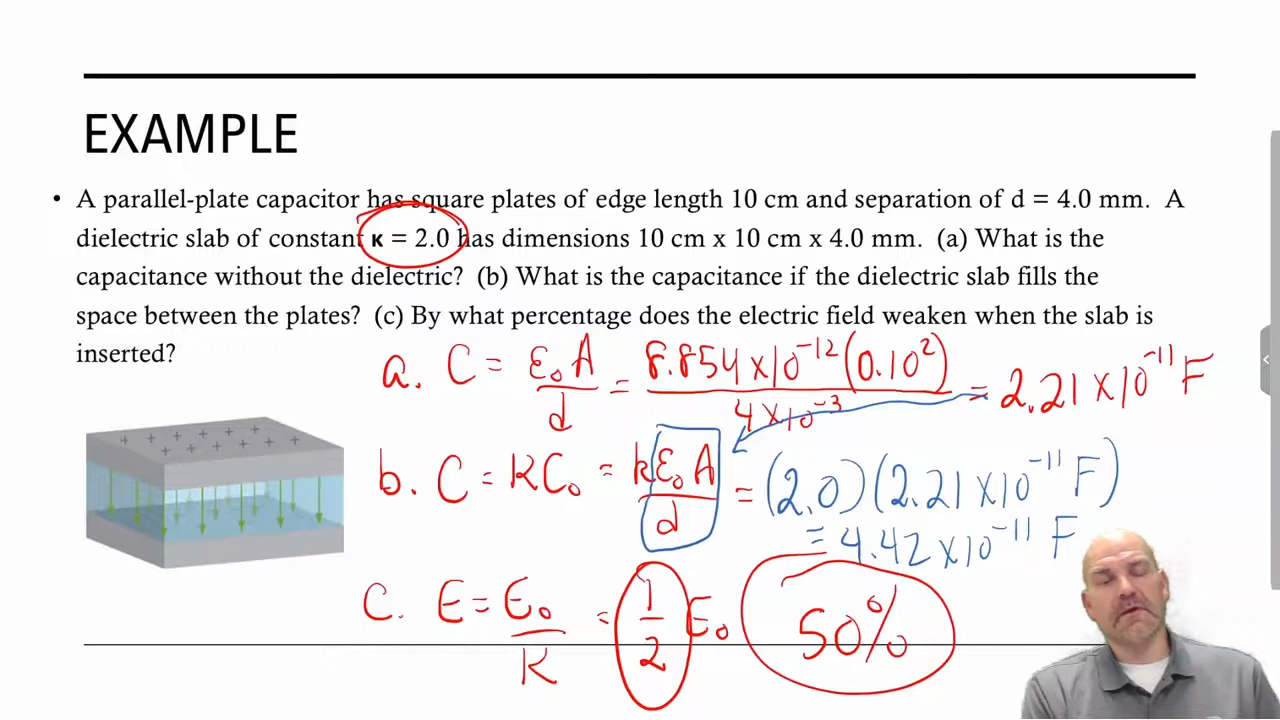 EXAMPLE
• A parallel-plate capacitor has square plates of edge length 10 cm and separation of d = 4.0 mm. A
dielectric slab of constant κ = 2.0 has dimensions 10 cm x 10 cm x 4.0 mm. (a) What is the
capacitance without the dielectric? (b) What is the capacitance if the dielectric slab fills the
space between the plates? (c) By what percentage does the electric field weaken when the slab is
inserted?
a. C = ε₀A/d = 8.854 x 10⁻¹² (0.10²) / 4 x 10⁻³ = 2.21 x 10⁻¹¹ F
b. C = KC₀ = kε₀A/d = (2.0)(2.21 x 10⁻¹¹ F)
= 4.42 x 10⁻¹¹ F
c. E = E₀/K = 1/2 E₀ 50%